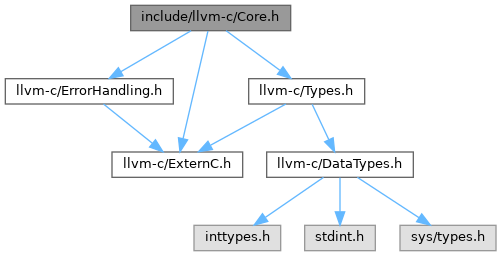 include/llvm-c/Core.h
llvm-c/ErrorHandling.h
llvm-c/Types.h
llvm-c/ExternC.h
llvm-c/DataTypes.h
inttypes.h
stdint.h
sys/types.h